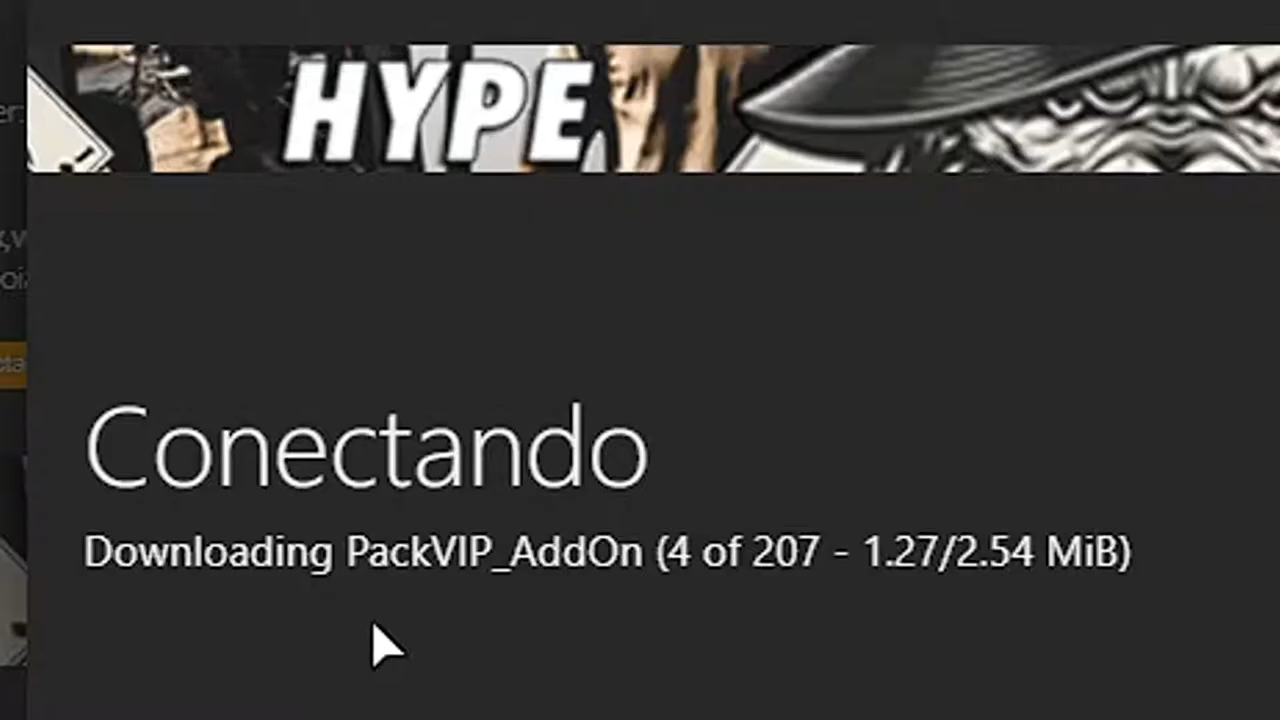 HYPE
Conectando
Downloading PackVIP_AddOn (4 of 207 - 1.27/2.54 MiB)